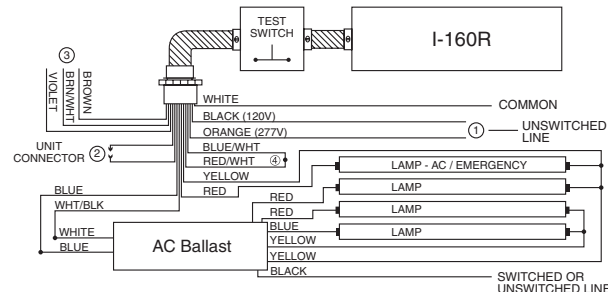 TEST
SWITCH
I-160R
③
VIOLET
BRN/WHT
BROWN
WHITE
COMMON
BLACK (120V)
ORANGE (277V)
① UNSWITCHED
LINE
BLUE/WHT
RED/WHT ④
UNIT
CONNECTOR ②
YELLOW
RED
LAMP - AC / EMERGENCY
BLUE
WHT/BLK
RED
LAMP
RED
LAMP
WHITE
BLUE
AC Ballast
BLUE
LAMP
YELLOW
YELLOW
BLACK
SWITCHED OR
UNSWITCHED LINE